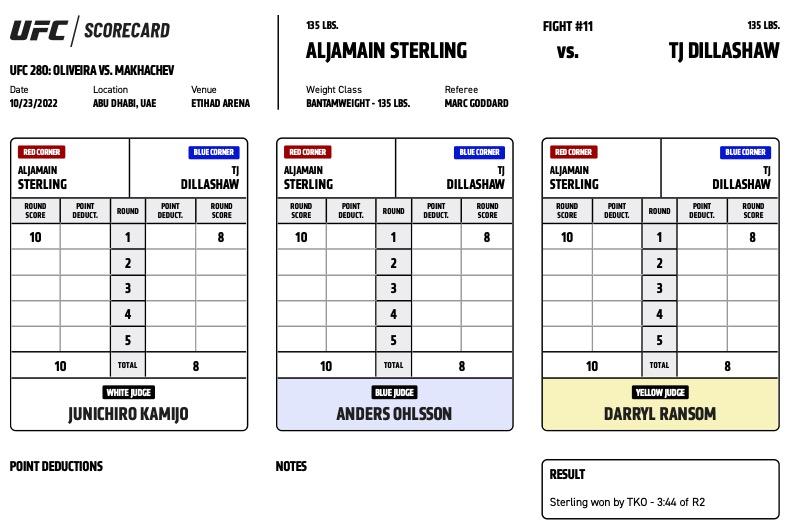 UFC / SCORECARD
UFC 280: OLIVEIRA VS. MAKHACHEV
Date Location Venue
10/23/2022 ABU DHABI, UAE ETIHAD ARENA
135 LBS. FIGHT #11 135 LBS.
ALJAMAIN STERLING vs. TJ DILLASHAW
Weight Class Referee
BANTAMWEIGHT - 135 LBS. MARC GODDARD
RED CORNER BLUE CORNER
ALJAMAIN TJ
STERLING DILLASHAW
ROUND POINT ROUND POINT ROUND
SCORE DEDUCT. DEDUCT. SCORE
10 1 8
2
3
4
5
10 TOTAL 8
WHITE JUDGE
JUNICHIRO KAMIJO
RED CORNER BLUE CORNER
ALJAMAIN TJ
STERLING DILLASHAW
ROUND POINT ROUND POINT ROUND
SCORE DEDUCT. DEDUCT. SCORE
10 1 8
2
3
4
5
10 TOTAL 8
BLUE JUDGE
ANDERS OHLSSON
RED CORNER BLUE CORNER
ALJAMAIN TJ
STERLING DILLASHAW
ROUND POINT ROUND POINT ROUND
SCORE DEDUCT. DEDUCT. SCORE
10 1 8
2
3
4
5
10 TOTAL 8
YELLOW JUDGE
DARRYL RANSOM
POINT DEDUCTIONS
NOTES
RESULT
Sterling won by TKO - 3:44 of R2